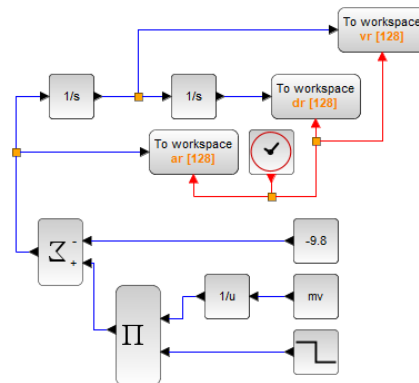 To workspace
vr [128]
1/s
1/s
To workspace
dr [128]
To workspace
ar [128]
Σ
-
+
-9.8
Π
1/u
mv